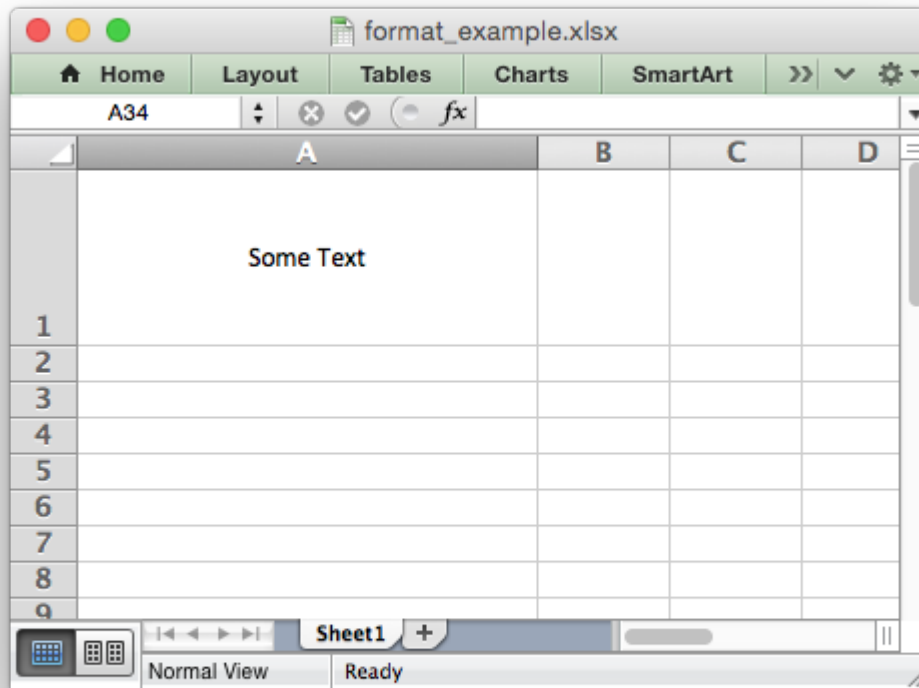 format_example.xlsx
Home Layout Tables Charts SmartArt
A34 fx
A B C D
Some Text
1
2
3
4
5
6
7
8
9
Sheet1 +
Normal View Ready